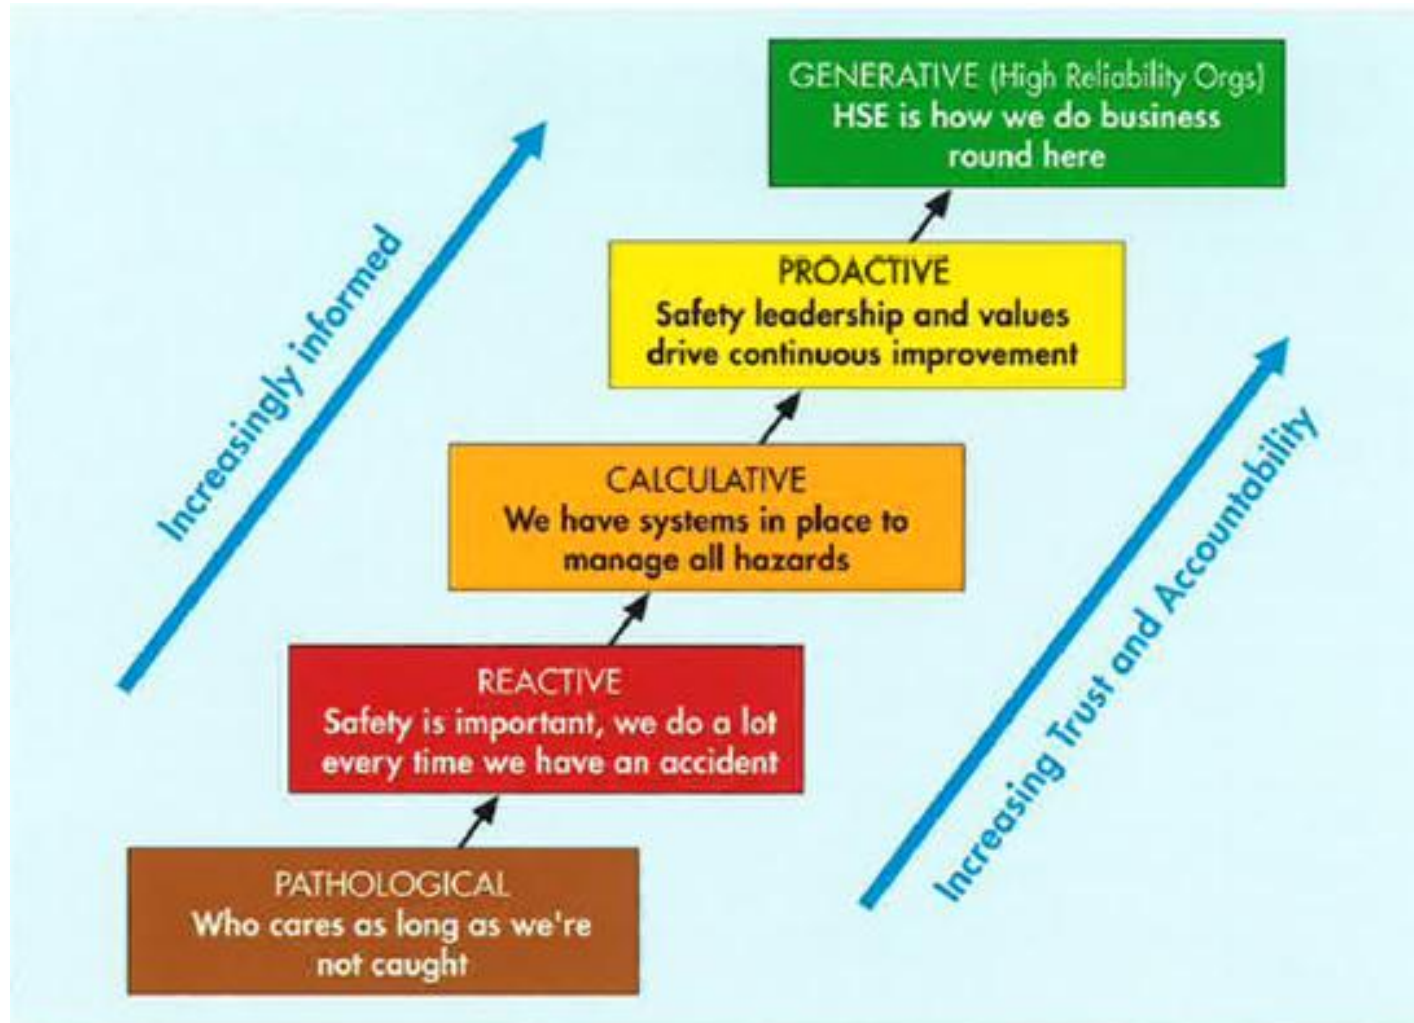 GENERATIVE (High Reliability Orgs)
HSE is how we do business
round here
PROACTIVE
Safety leadership and values
drive continuous improvement
Increasingly informed
CALCULATIVE
We have systems in place to
manage all hazards
Increasing Trust and Accountability
REACTIVE
Safety is important, we do a lot
every time we have an accident
PATHOLOGICAL
Who cares as long as we're
not caught